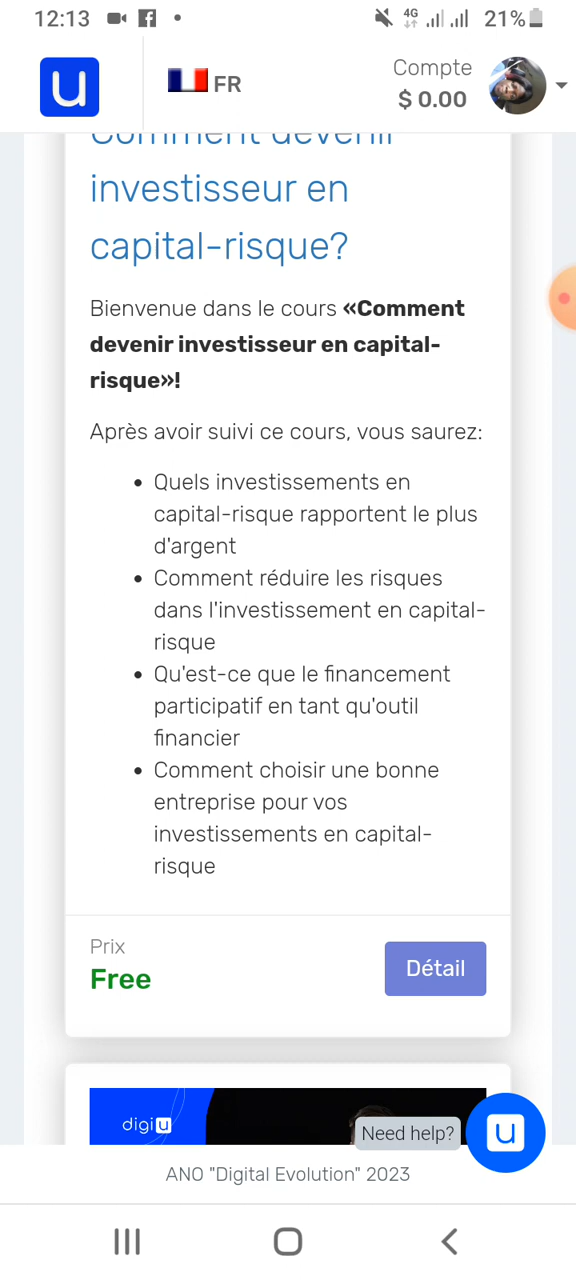 12:13
4G
21%
u
FR
Compte
$ 0.00
Comment devenir
investisseur en
capital-risque?
Bienvenue dans le cours «Comment
devenir investisseur en capital-
risque»!
Après avoir suivi ce cours, vous saurez:
• Quels investissements en
capital-risque rapportent le plus
d'argent
• Comment réduire les risques
dans l'investissement en capital-
risque
• Qu'est-ce que le financement
participatif en tant qu'outil
financier
• Comment choisir une bonne
entreprise pour vos
investissements en capital-
risque
Prix
Free
Détail
digiu
Need help?
u
ANO "Digital Evolution" 2023